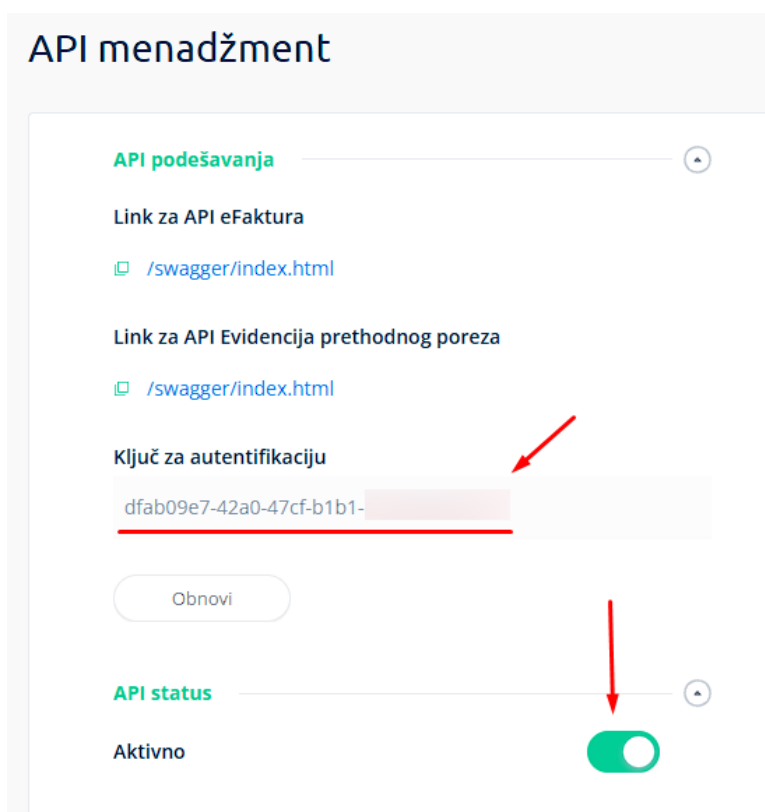 API menadžment
API podešavanja
Link za API eFaktura
/swagger/index.html
Link za API Evidencija prethodnog poreza
/swagger/index.html
Ključ za autentifikaciju
dfab09e7-42a0-47cf-b1b1-
Obnovi
API status
Aktivno